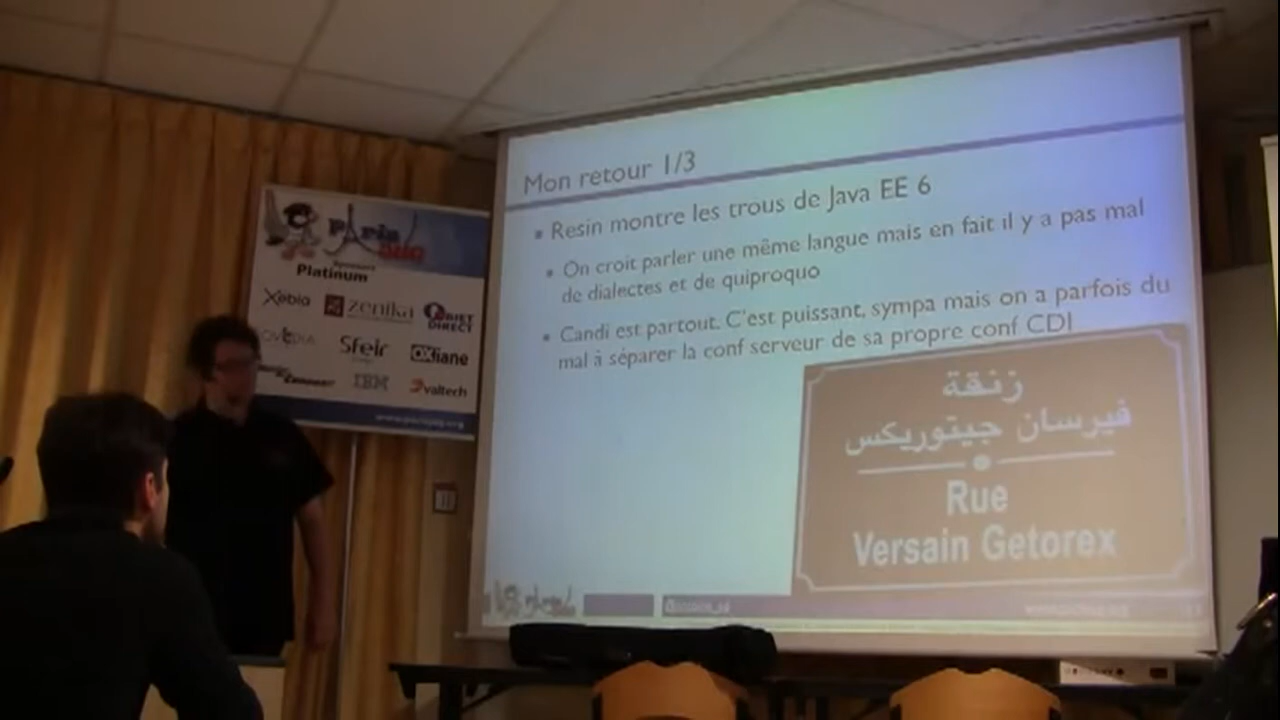 Mon retour 1/3
Resin montre les trous de Java EE 6
On croit parler une même langue mais en fait il y a pas mal
de dialectes et de quiproquo
Candi est partout. C'est puissant, sympa mais on a parfois du
mal à séparer la conf serveur de sa propre conf CDI
زنقة
فيرسان جيتوريكس
Rue
Versain Getorex
Paris
Platinum
Xebia zenika OBJET DIRECT
Sfeir OXiane
IBM valtech